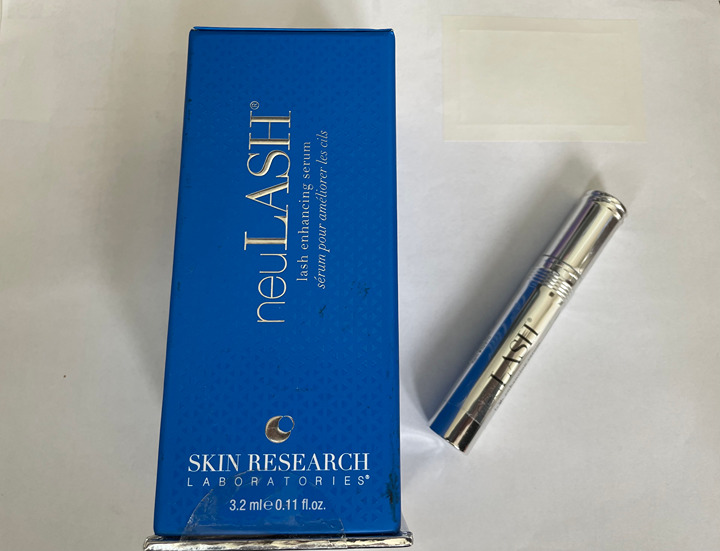 neuLASH®
lash enhancing serum
sérum pour améliorer les cils
SKIN RESEARCH
LABORATORIES®
3.2 ml℮0.11 fl.oz.
LASH®